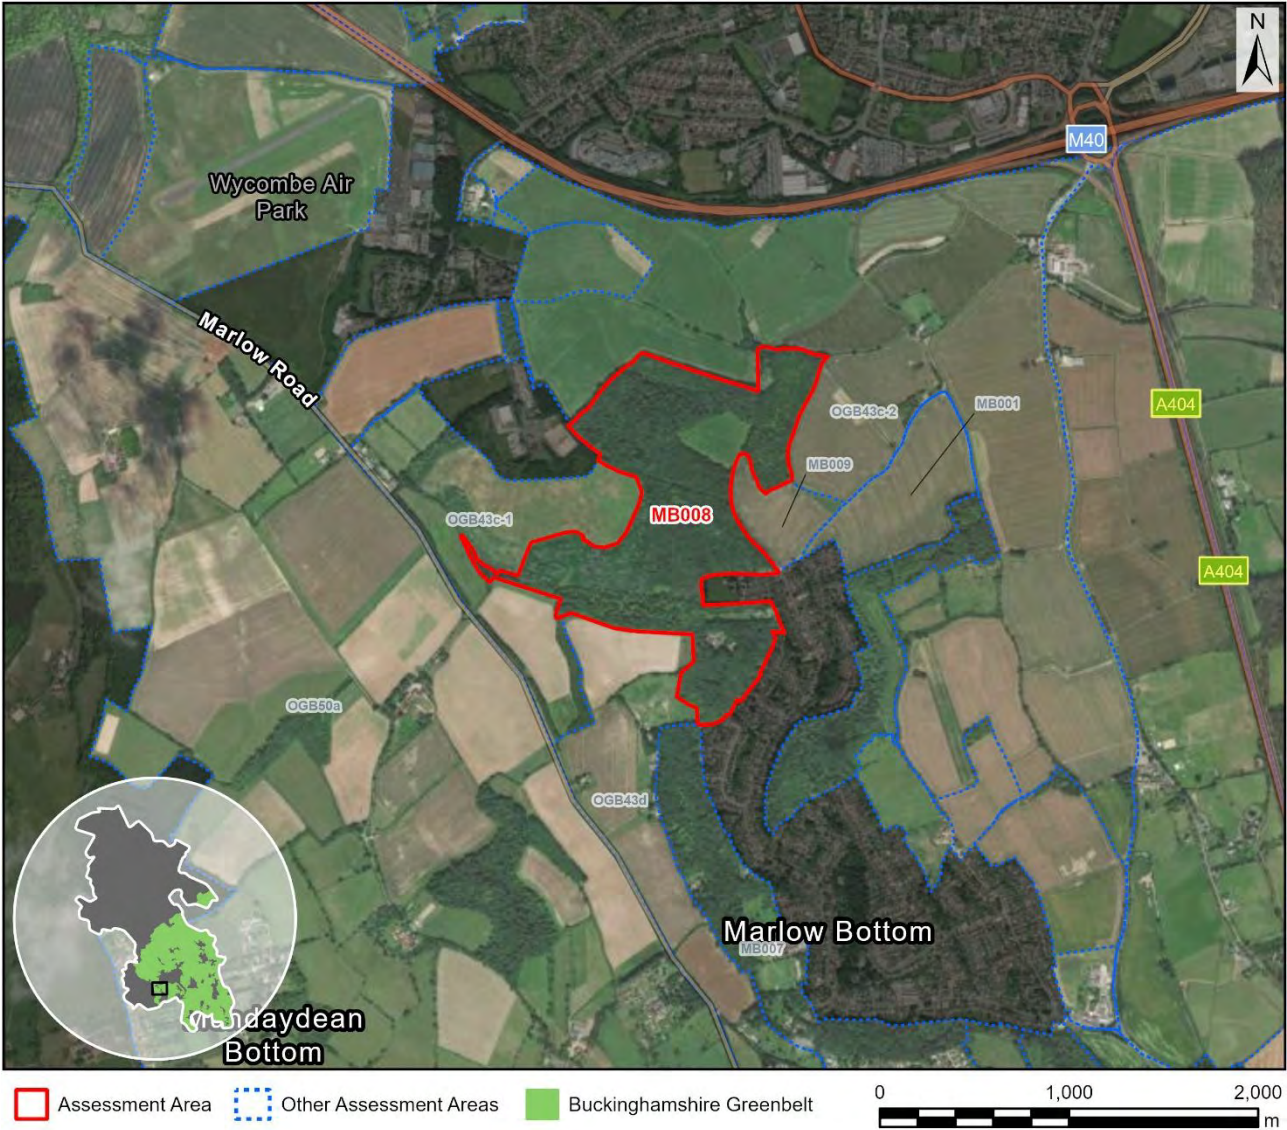 N
M40
Wycombe Air
Park
Marlow Road
A404
OGB43c-2
MB001
MB009
MB008
OGB43c-1
A404
OGB50a
OGB43d
Marlow Bottom
MB007
Bottom
Assessment Area
Other Assessment Areas
Buckinghamshire Greenbelt
0
1,000
2,000
m